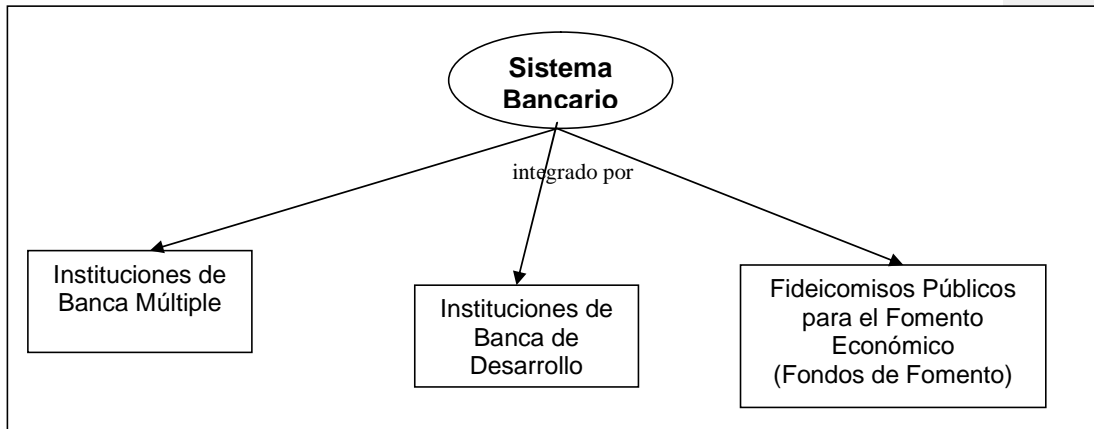 Sistema
Bancario
integrado por
Instituciones de
Banca Múltiple
Instituciones de
Banca de
Desarrollo
Fideicomisos Públicos
para el Fomento
Económico
(Fondos de Fomento)